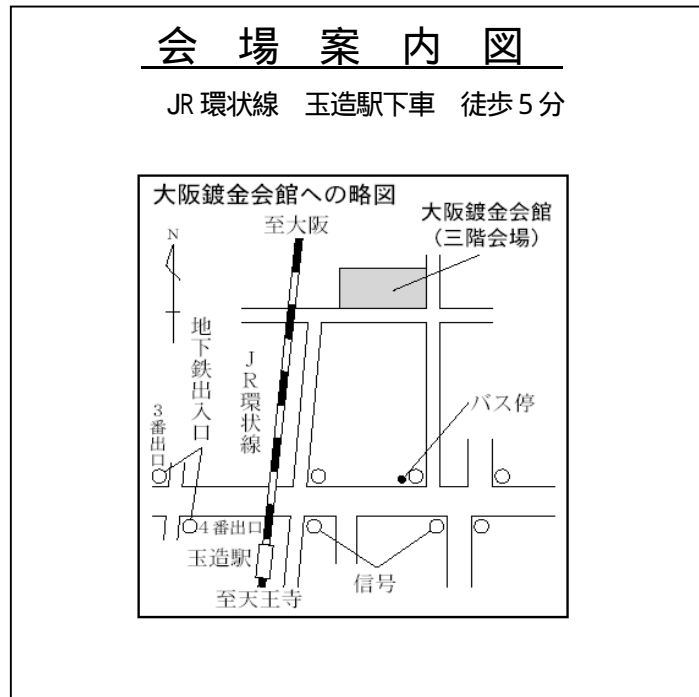 会場案内図
JR環状線　玉造駅下車　徒歩5分
大阪鍍金会館への略図
至大阪
大阪鍍金会館
（三階会場）
N
地下鉄出入口
JR環状線
3番出口
バス停
4番出口
玉造駅
信号
至天王寺